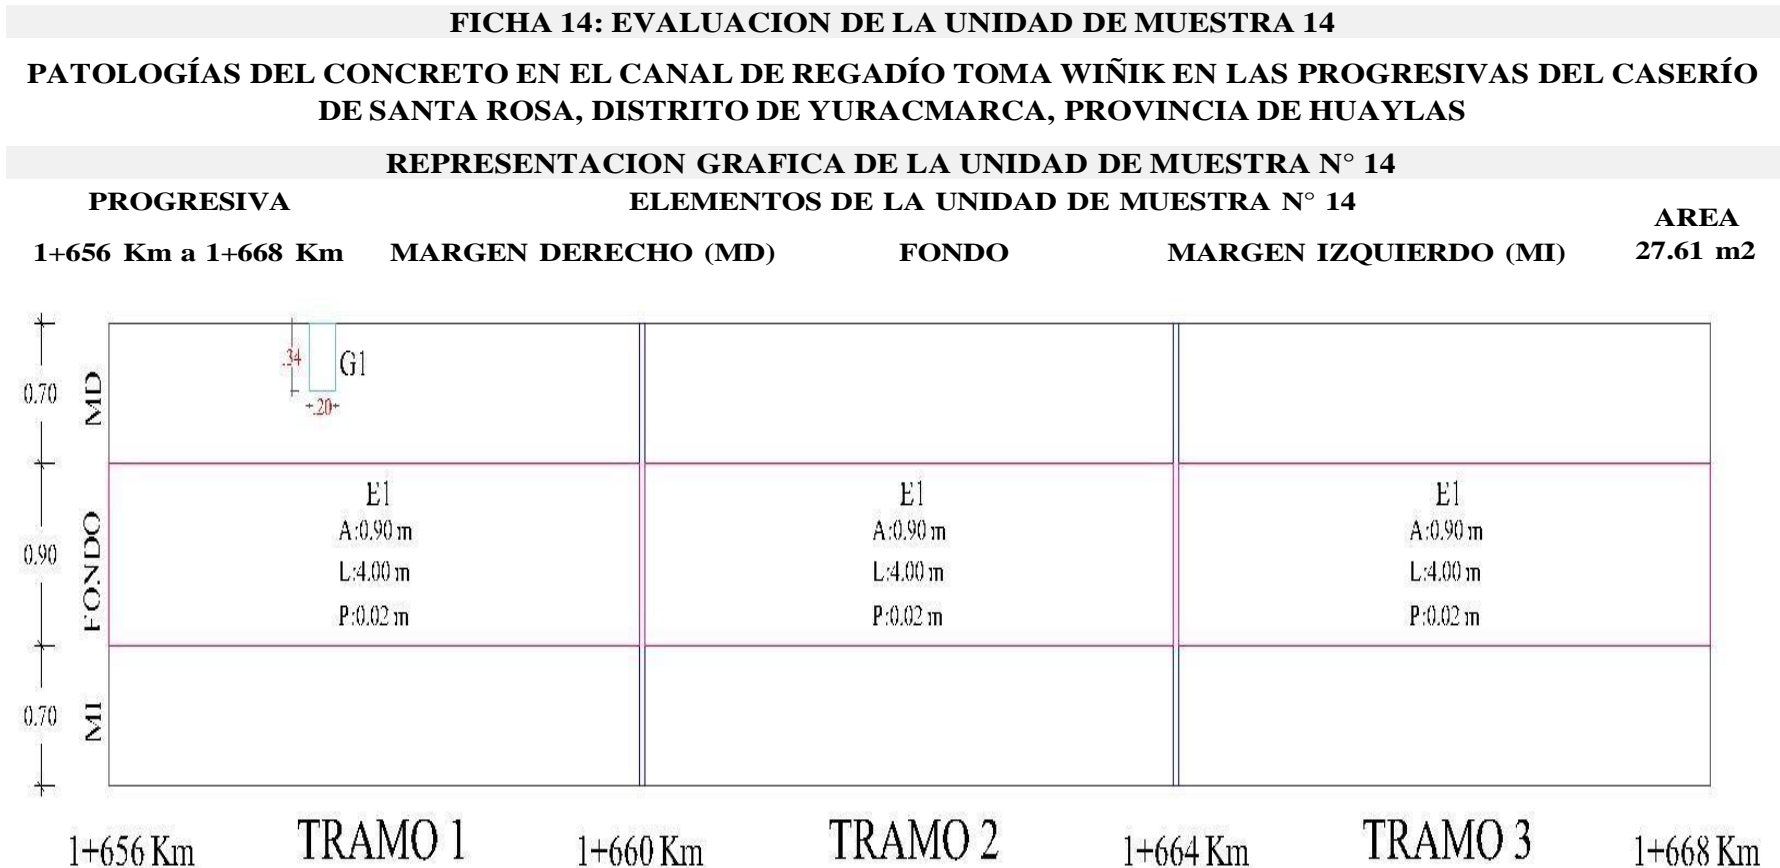 FICHA 14: EVALUACION DE LA UNIDAD DE MUESTRA 14
PATOLOGÍAS DEL CONCRETO EN EL CANAL DE REGADÍO TOMA WIÑIK EN LAS PROGRESIVAS DEL CASERÍO
DE SANTA ROSA, DISTRITO DE YURACMARCA, PROVINCIA DE HUAYLAS
REPRESENTACION GRAFICA DE LA UNIDAD DE MUESTRA N° 14
PROGRESIVA ELEMENTOS DE LA UNIDAD DE MUESTRA N° 14 AREA
1+656 Km a 1+668 Km MARGEN DERECHO (MD) FONDO MARGEN IZQUIERDO (MI) 27.61 m2
0.70 MD .34 G1
.20
0.90 FONDO
E1 E1 E1
A:0.90 m A:0.90 m A:0.90 m
L:4.00 m L:4.00 m L:4.00 m
P:0.02 m P:0.02 m P:0.02 m
0.70 MI
1+656 Km TRAMO 1 1+660 Km TRAMO 2 1+664 Km TRAMO 3 1+668 Km